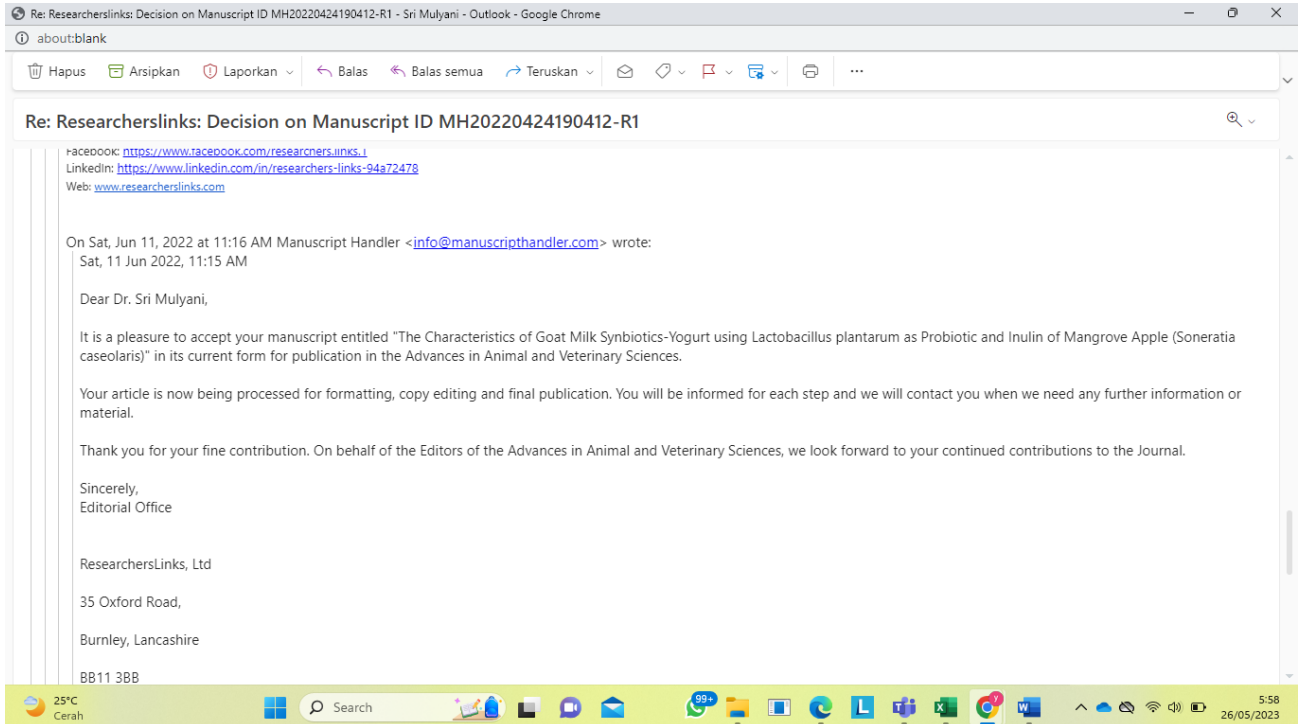 Re: Researcherslinks: Decision on Manuscript ID MH20220424190412-R1 - Sri Mulyani - Outlook - Google Chrome
about:blank
Hapus Arsipkan Laporkan Balas Balas semua Teruskan
Re: Researcherslinks: Decision on Manuscript ID MH20220424190412-R1
Facebook: https://www.facebook.com/researchers.links.1
LinkedIn: https://www.linkedin.com/in/researchers-links-94a72478
Web: www.researcherslinks.com
On Sat, Jun 11, 2022 at 11:16 AM Manuscript Handler <info@manuscripthandler.com> wrote:
Sat, 11 Jun 2022, 11:15 AM
Dear Dr. Sri Mulyani,
It is a pleasure to accept your manuscript entitled "The Characteristics of Goat Milk Synbiotics-Yogurt using Lactobacillus plantarum as Probiotic and Inulin of Mangrove Apple (Soneratia
caseolaris)" in its current form for publication in the Advances in Animal and Veterinary Sciences.
Your article is now being processed for formatting, copy editing and final publication. You will be informed for each step and we will contact you when we need any further information or
material.
Thank you for your fine contribution. On behalf of the Editors of the Advances in Animal and Veterinary Sciences, we look forward to your continued contributions to the Journal.
Sincerely,
Editorial Office
ResearchersLinks, Ltd
35 Oxford Road,
Burnley, Lancashire
BB11 3BB
25°C
Cerah
Search
99+
5:58
26/05/2023